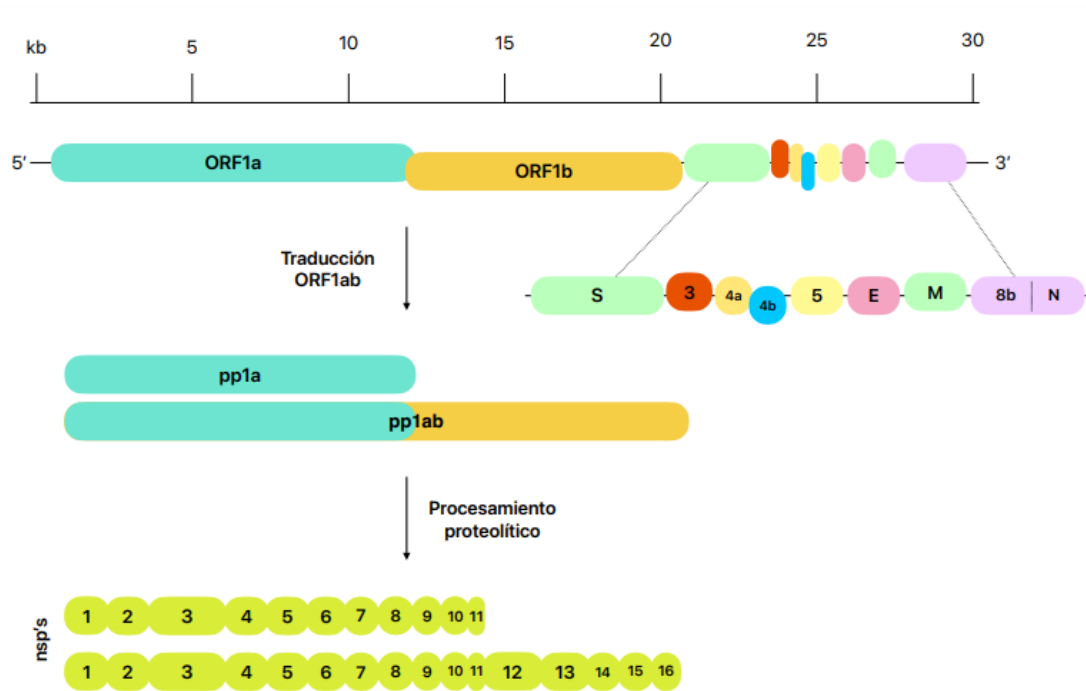 kb 5 10 15 20 25 30
5′ ORF1a ORF1b 3′
Traducción
ORF1ab
S 3 4a 4b 5 E M 8b N
pp1a
pp1ab
Procesamiento
proteolítico
nsp's
1 2 3 4 5 6 7 8 9 10 11
1 2 3 4 5 6 7 8 9 10 11 12 13 14 15 16